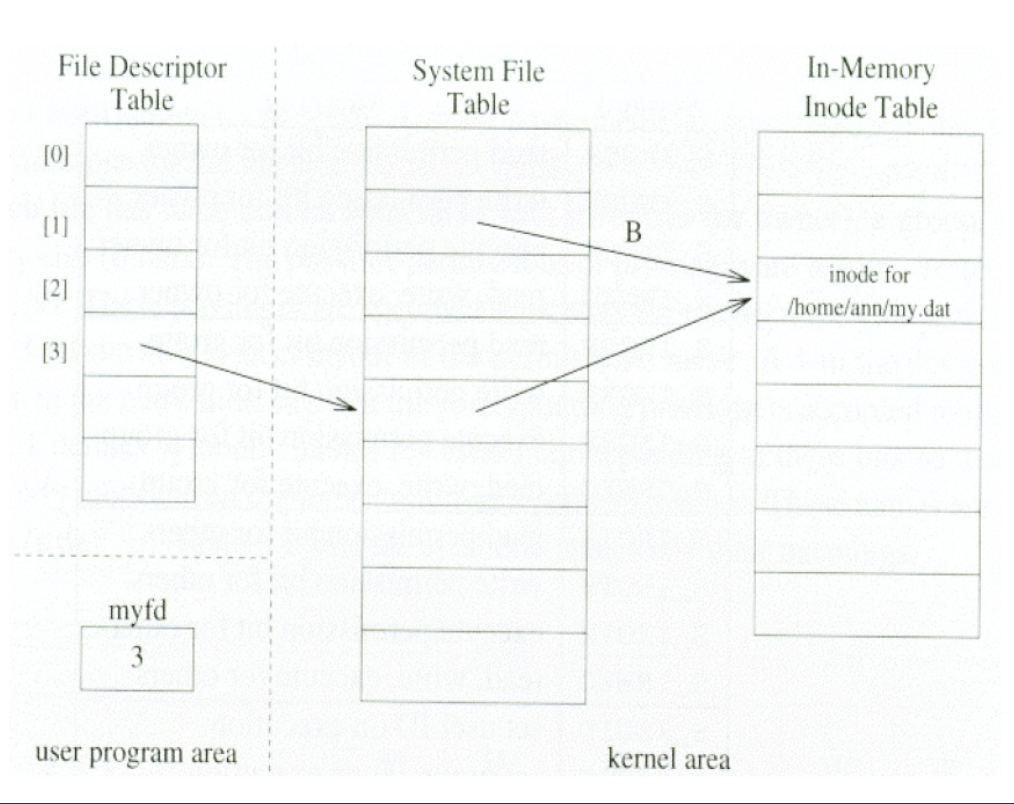 File Descriptor
Table
System File
Table
In-Memory
Inode Table
[0]
[1]
[2]
[3]
B
inode for
/home/ann/my.dat
myfd
3
user program area
kernel area